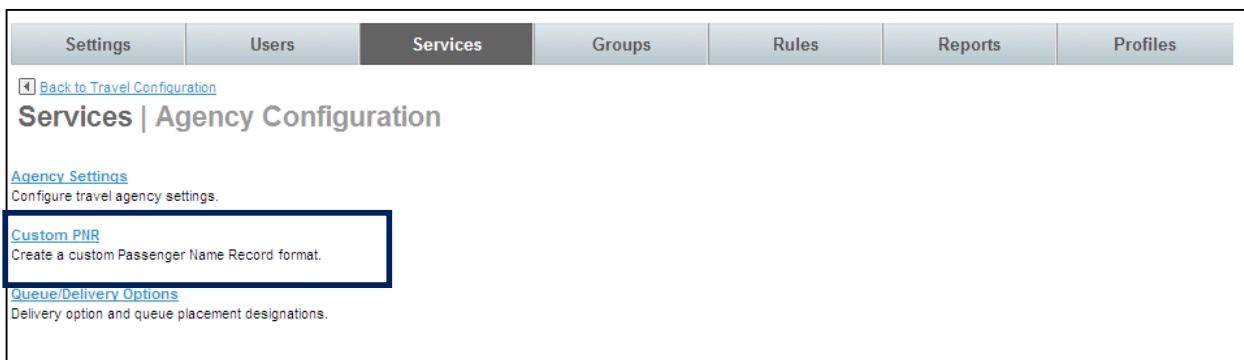 Settings Users Services Groups Rules Reports Profiles
Back to Travel Configuration
Services | Agency Configuration
Agency Settings
Configure travel agency settings.
Custom PNR
Create a custom Passenger Name Record format.
Queue/Delivery Options
Delivery option and queue placement designations.